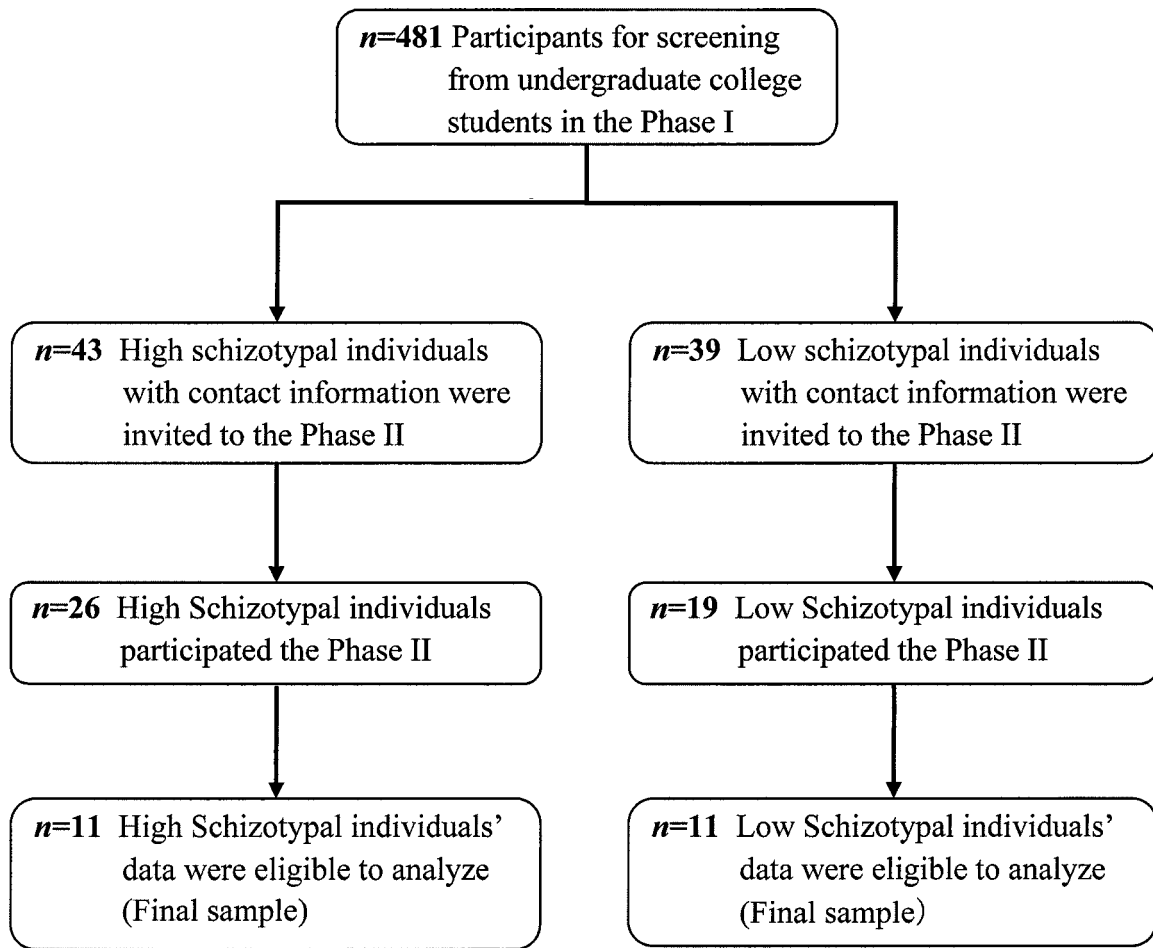 n=481 Participants for screening
from undergraduate college
students in the Phase I
n=43 High schizotypal individuals
with contact information were
invited to the Phase II
n=39 Low schizotypal individuals
with contact information were
invited to the Phase II
n=26 High Schizotypal individuals
participated the Phase II
n=19 Low Schizotypal individuals
participated the Phase II
n=11 High Schizotypal individuals’
data were eligible to analyze
(Final sample)
n=11 Low Schizotypal individuals’
data were eligible to analyze
(Final sample）